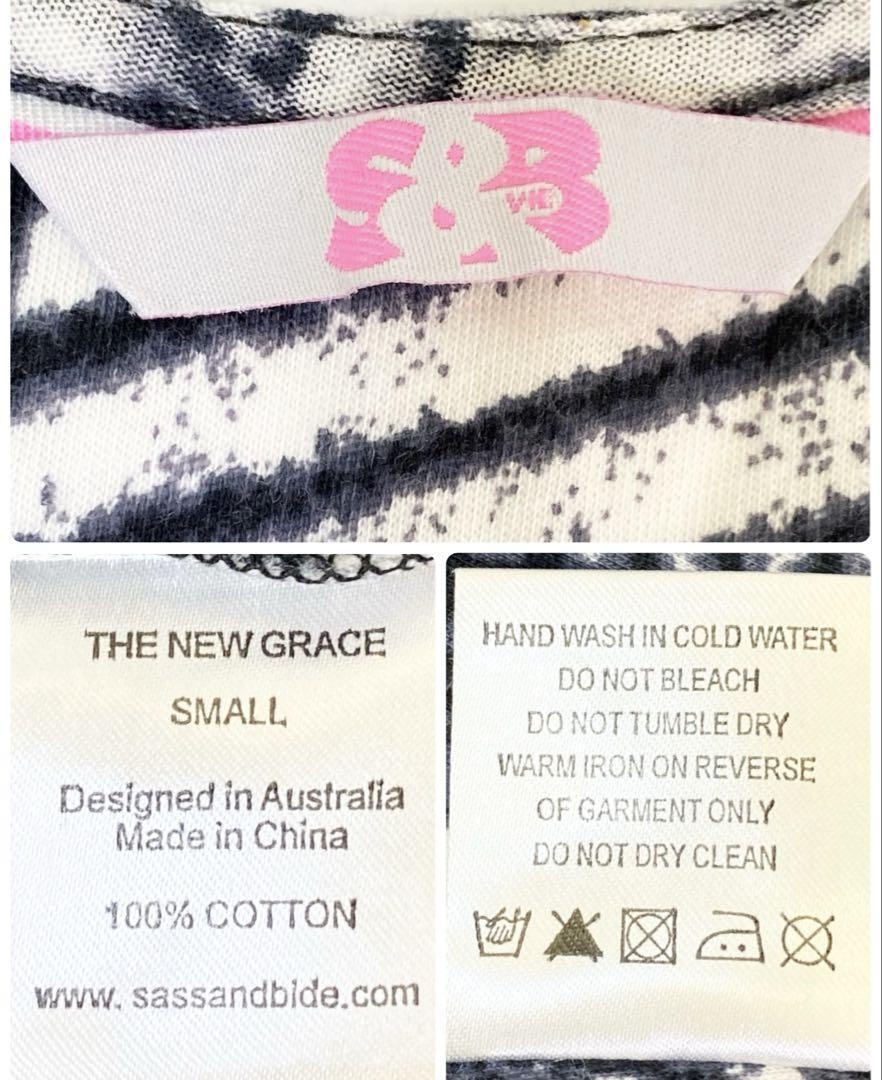 S&B
VIE
THE NEW GRACE
SMALL
Designed in Australia
Made in China
100% COTTON
www. sassandbide.com
HAND WASH IN COLD WATER
DO NOT BLEACH
DO NOT TUMBLE DRY
WARM IRON ON REVERSE
OF GARMENT ONLY
DO NOT DRY CLEAN